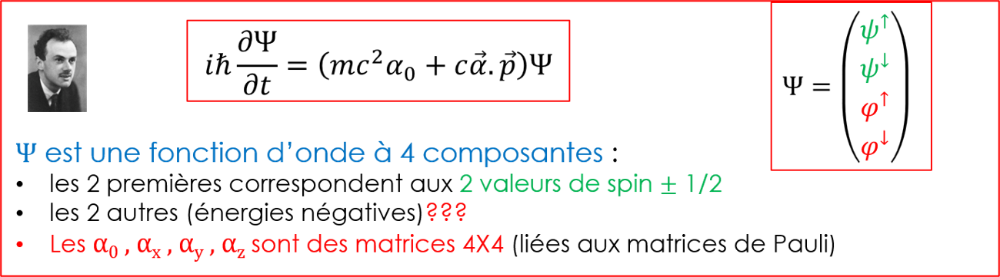 iħ ∂Ψ/∂t = (mc²α₀ + cα⃗.p⃗)Ψ
Ψ = (ψ↑ ψ↓ φ↑ φ↓)
Ψ est une fonction d’onde à 4 composantes :
• les 2 premières correspondent aux 2 valeurs de spin ± 1/2
• les 2 autres (énergies négatives)???
• Les α₀ , αₓ , αᵧ , α_z sont des matrices 4X4 (liées aux matrices de Pauli)